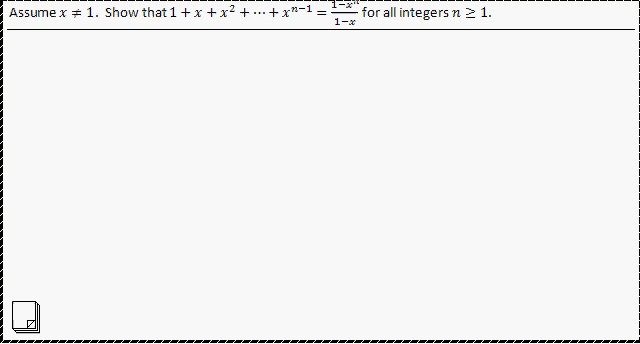 Assume x ≠ 1. Show that 1 + x + x² + ⋯ + xⁿ⁻¹ = (1−xⁿ)/(1−x) for all integers n ≥ 1.